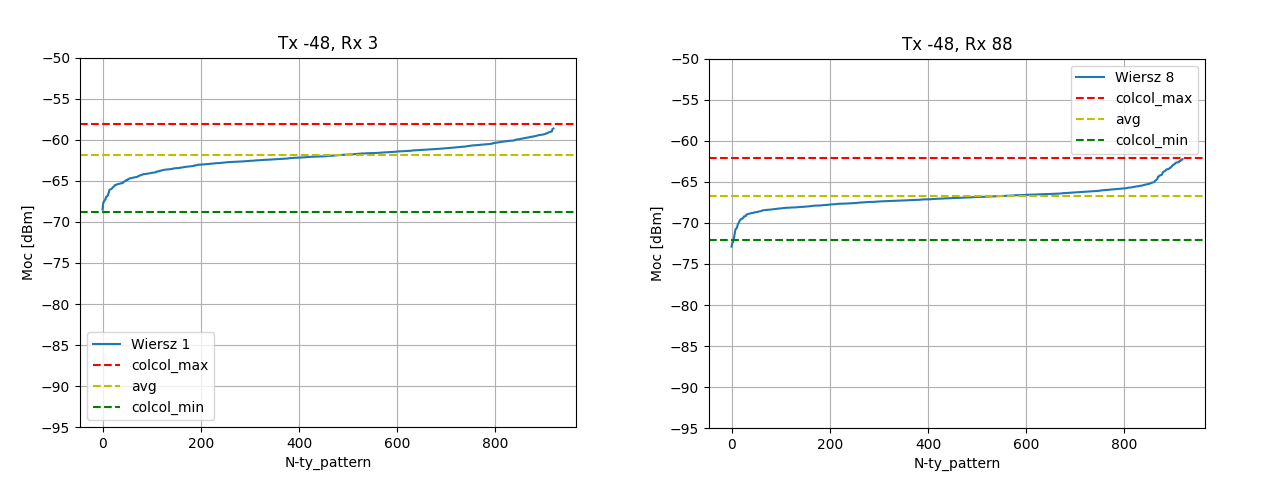 Tx -48, Rx 3
−50
−55
−60
−65
−70
−75
−80
−85
−90
−95
Moc [dBm]
Wiersz 1
colcol_max
avg
colcol_min
0 200 400 600 800
N-ty_pattern
Tx -48, Rx 88
−50
−55
−60
−65
−70
−75
−80
−85
−90
−95
Moc [dBm]
Wiersz 8
colcol_max
avg
colcol_min
0 200 400 600 800
N-ty_pattern